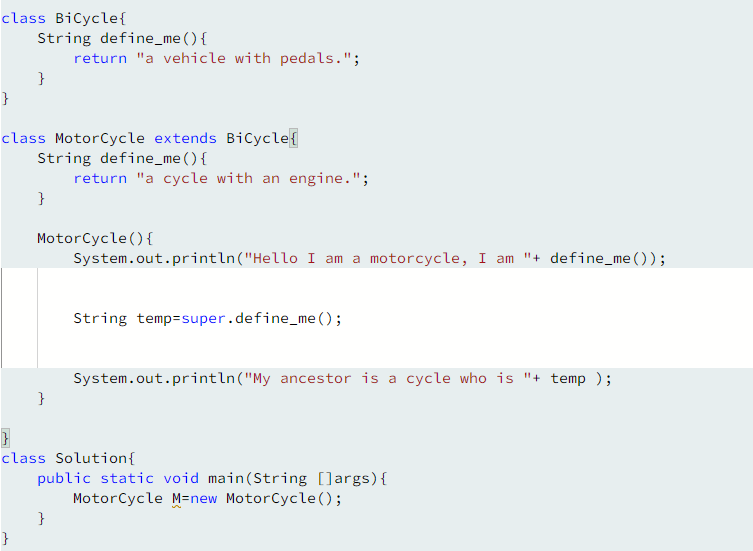 class BiCycle{
    String define_me(){
        return "a vehicle with pedals.";
    }
}

class MotorCycle extends BiCycle{
    String define_me(){
        return "a cycle with an engine.";
    }

    MotorCycle(){
        System.out.println("Hello I am a motorcycle, I am "+ define_me());

        String temp=super.define_me();

        System.out.println("My ancestor is a cycle who is "+ temp );
    }

}
class Solution{
    public static void main(String []args){
        MotorCycle M=new MotorCycle();
    }
}